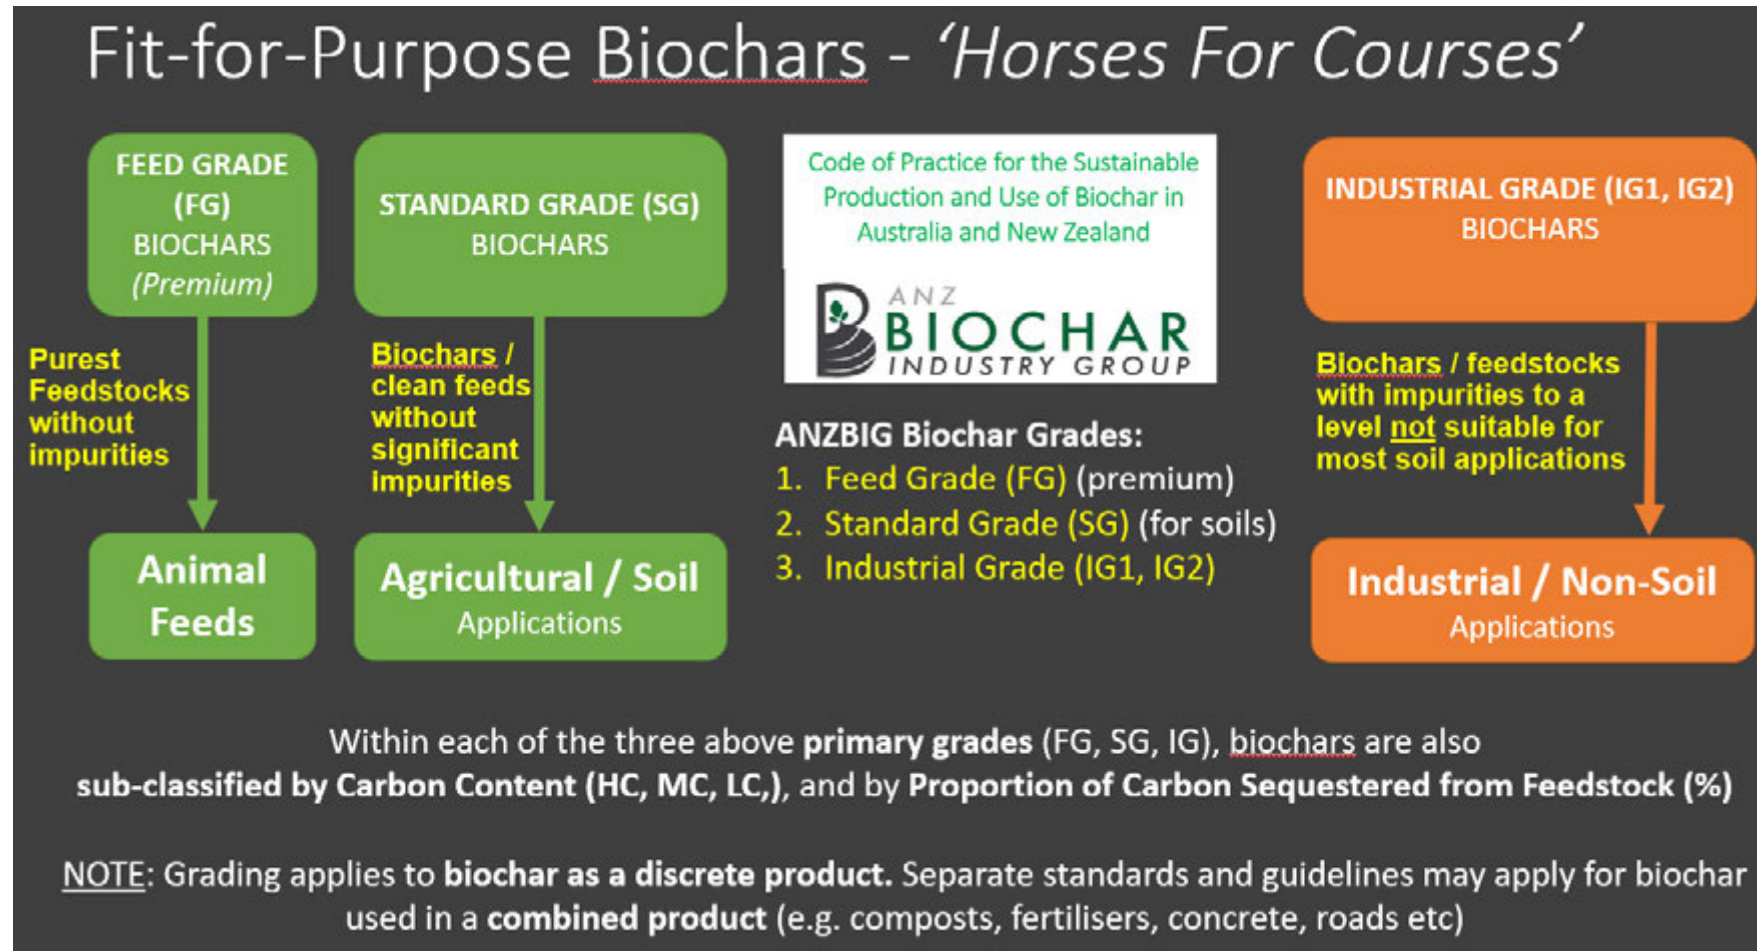 Fit-for-Purpose Biochars - ‘Horses For Courses’
FEED GRADE
(FG)
BIOCHARS
(Premium)
Purest
Feedstocks
without
impurities
Animal
Feeds
STANDARD GRADE (SG)
BIOCHARS
Biochars /
clean feeds
without
significant
impurities
Agricultural / Soil
Applications
Code of Practice for the Sustainable
Production and Use of Biochar in
Australia and New Zealand
ANZ
BIOCHAR
INDUSTRY GROUP
ANZBIG Biochar Grades:
1. Feed Grade (FG) (premium)
2. Standard Grade (SG) (for soils)
3. Industrial Grade (IG1, IG2)
INDUSTRIAL GRADE (IG1, IG2)
BIOCHARS
Biochars / feedstocks
with impurities to a
level not suitable for
most soil applications
Industrial / Non-Soil
Applications
Within each of the three above primary grades (FG, SG, IG), biochars are also
sub-classified by Carbon Content (HC, MC, LC,), and by Proportion of Carbon Sequestered from Feedstock (%)
NOTE: Grading applies to biochar as a discrete product. Separate standards and guidelines may apply for biochar
used in a combined product (e.g. composts, fertilisers, concrete, roads etc)